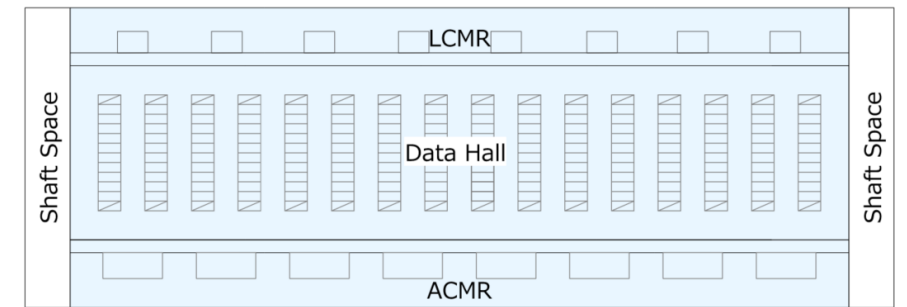 LCMR
Shaft Space
Data Hall
Shaft Space
ACMR